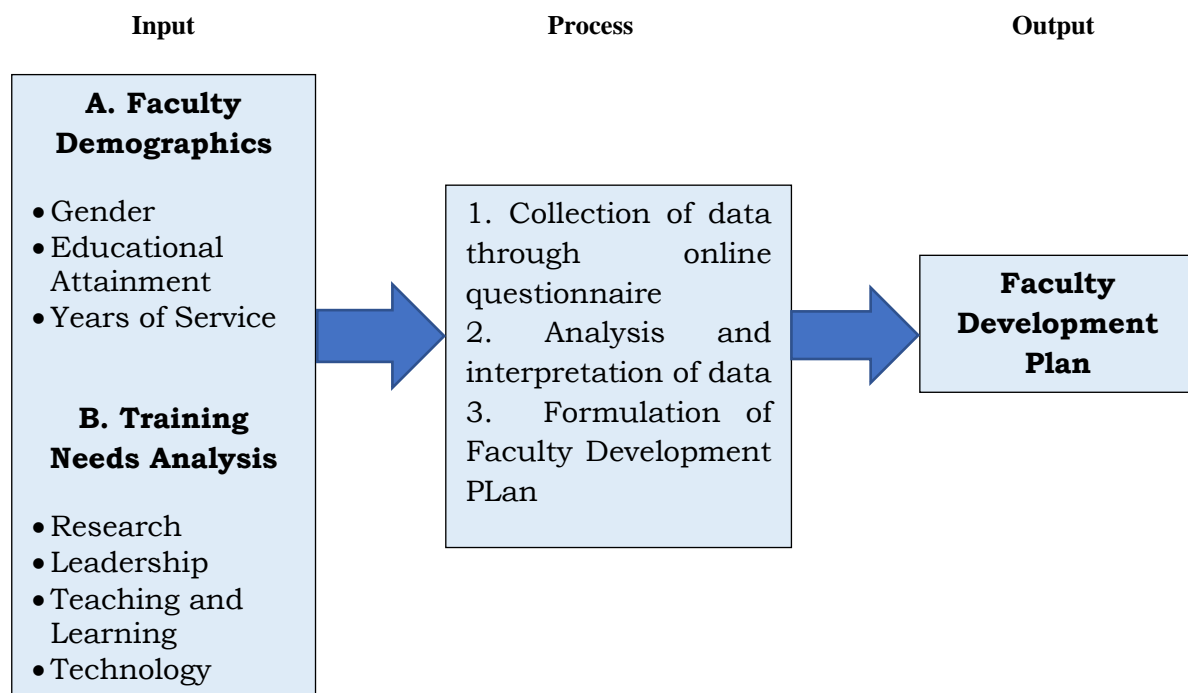 Input
Process
Output
A. Faculty
Demographics
• Gender
• Educational
Attainment
• Years of Service
B. Training
Needs Analysis
• Research
• Leadership
• Teaching and
Learning
• Technology
1. Collection of data
through online
questionnaire
2. Analysis and
interpretation of data
3. Formulation of
Faculty Development
PLan
Faculty
Development
Plan